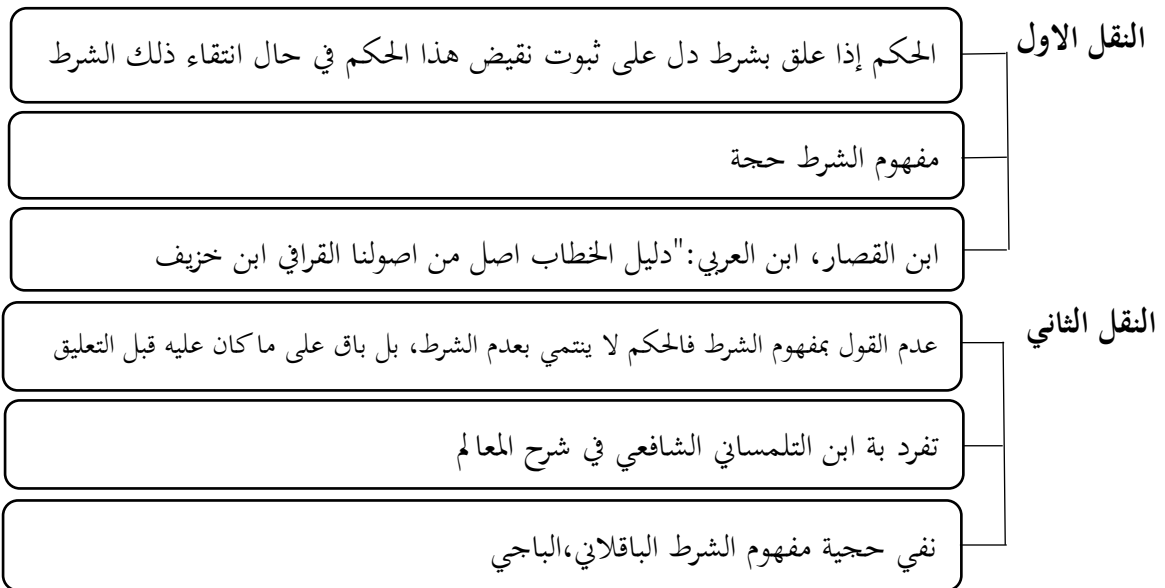 النقل الاول
الحكم إذا علق بشرط دل على ثبوت نقيض هذا الحكم في حال انتقاء ذلك الشرط
مفهوم الشرط حجة
ابن القصار، ابن العربي:"دليل الخطاب اصل من اصولنا القرافي ابن خزيف
النقل الثاني
عدم القول بمفهوم الشرط فالحكم لا ينتمي بعدم الشرط، بل باق على ماكان عليه قبل التعليق
تفرد بة ابن التلمساني الشافعي في شرح المعالم
نفي حجية مفهوم الشرط الباقلاني،الباجي